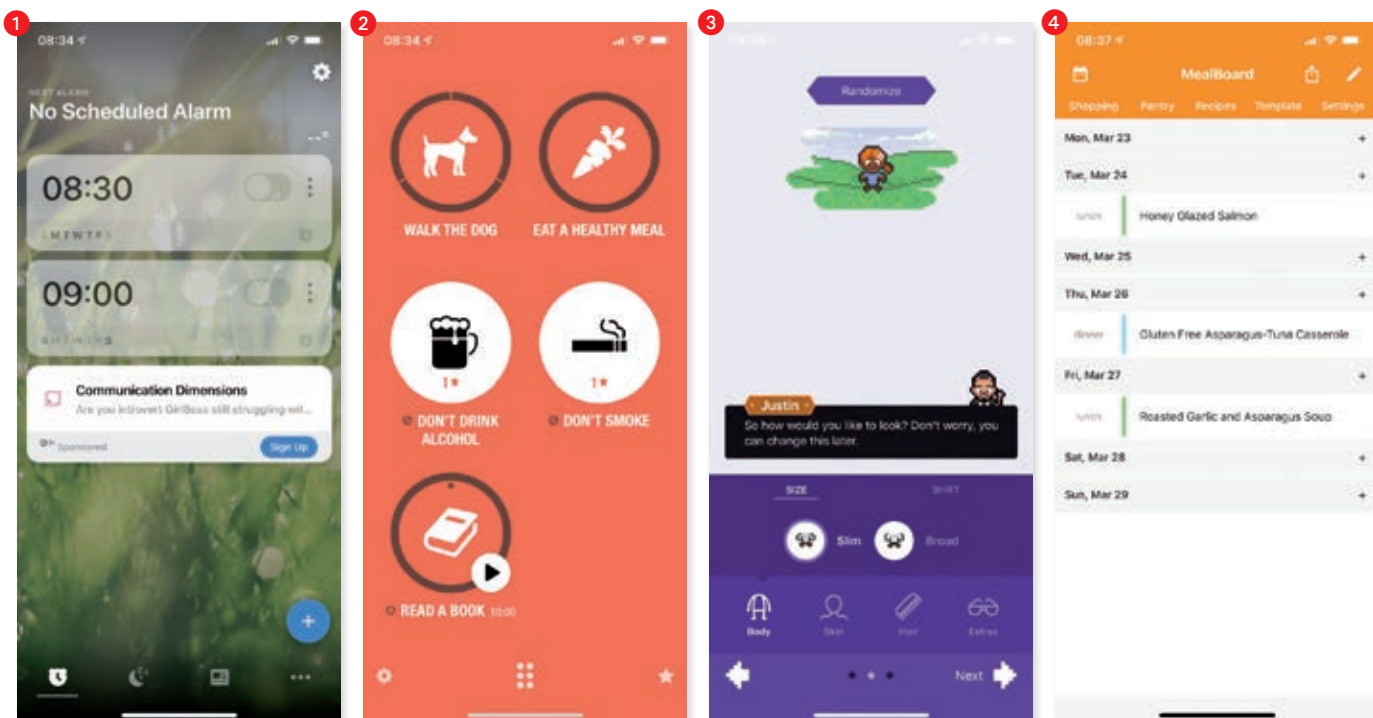 1
08:34
NEXT ALARM
No Scheduled Alarm
08:30
S M T W T F S
09:00
S M T W T F S
Communication Dimensions
Are you introvert GirlBoss still struggling wit...
Sponsored
Sign Up
2
08:34
WALK THE DOG
EAT A HEALTHY MEAL
1★
1★
DON'T DRINK
ALCOHOL
DON'T SMOKE
READ A BOOK 10:00
3
Randomize
Justin
So how would you like to look? Don't worry, you
can change this later.
SIZE
SHIRT
Slim
Broad
Body
Skin
Hair
Extras
Next
4
08:37
MealBoard
Shopping Pantry Recipes Template Settings
Mon, Mar 23 +
Tue, Mar 24 +
lunch Honey Glazed Salmon
Wed, Mar 25 +
Thu, Mar 26 +
dinner Gluten Free Asparagus-Tuna Casserole
Fri, Mar 27 +
lunch Roasted Garlic and Asparagus Soup
Sat, Mar 28 +
Sun, Mar 29 +